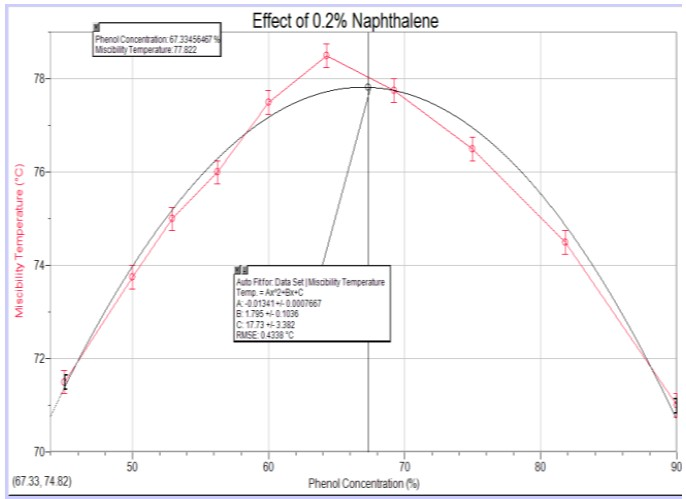 Effect of 0.2% Naphthalene
Phenol Concentration: 67.33456467 %
Miscibility Temperature: 77.822
78
76
74
72
70
Miscibility Temperature (°C)
Auto Fit for: Data Set | Miscibility Temperature
Temp. = Ax^2+Bx+C
A: -0.01341 +/- 0.0007667
B: 1.795 +/- 0.1036
C: 17.73 +/- 3.382
RMSE: 0.4338 °C
50
60
70
80
90
(67.33, 74.82)
Phenol Concentration (%)